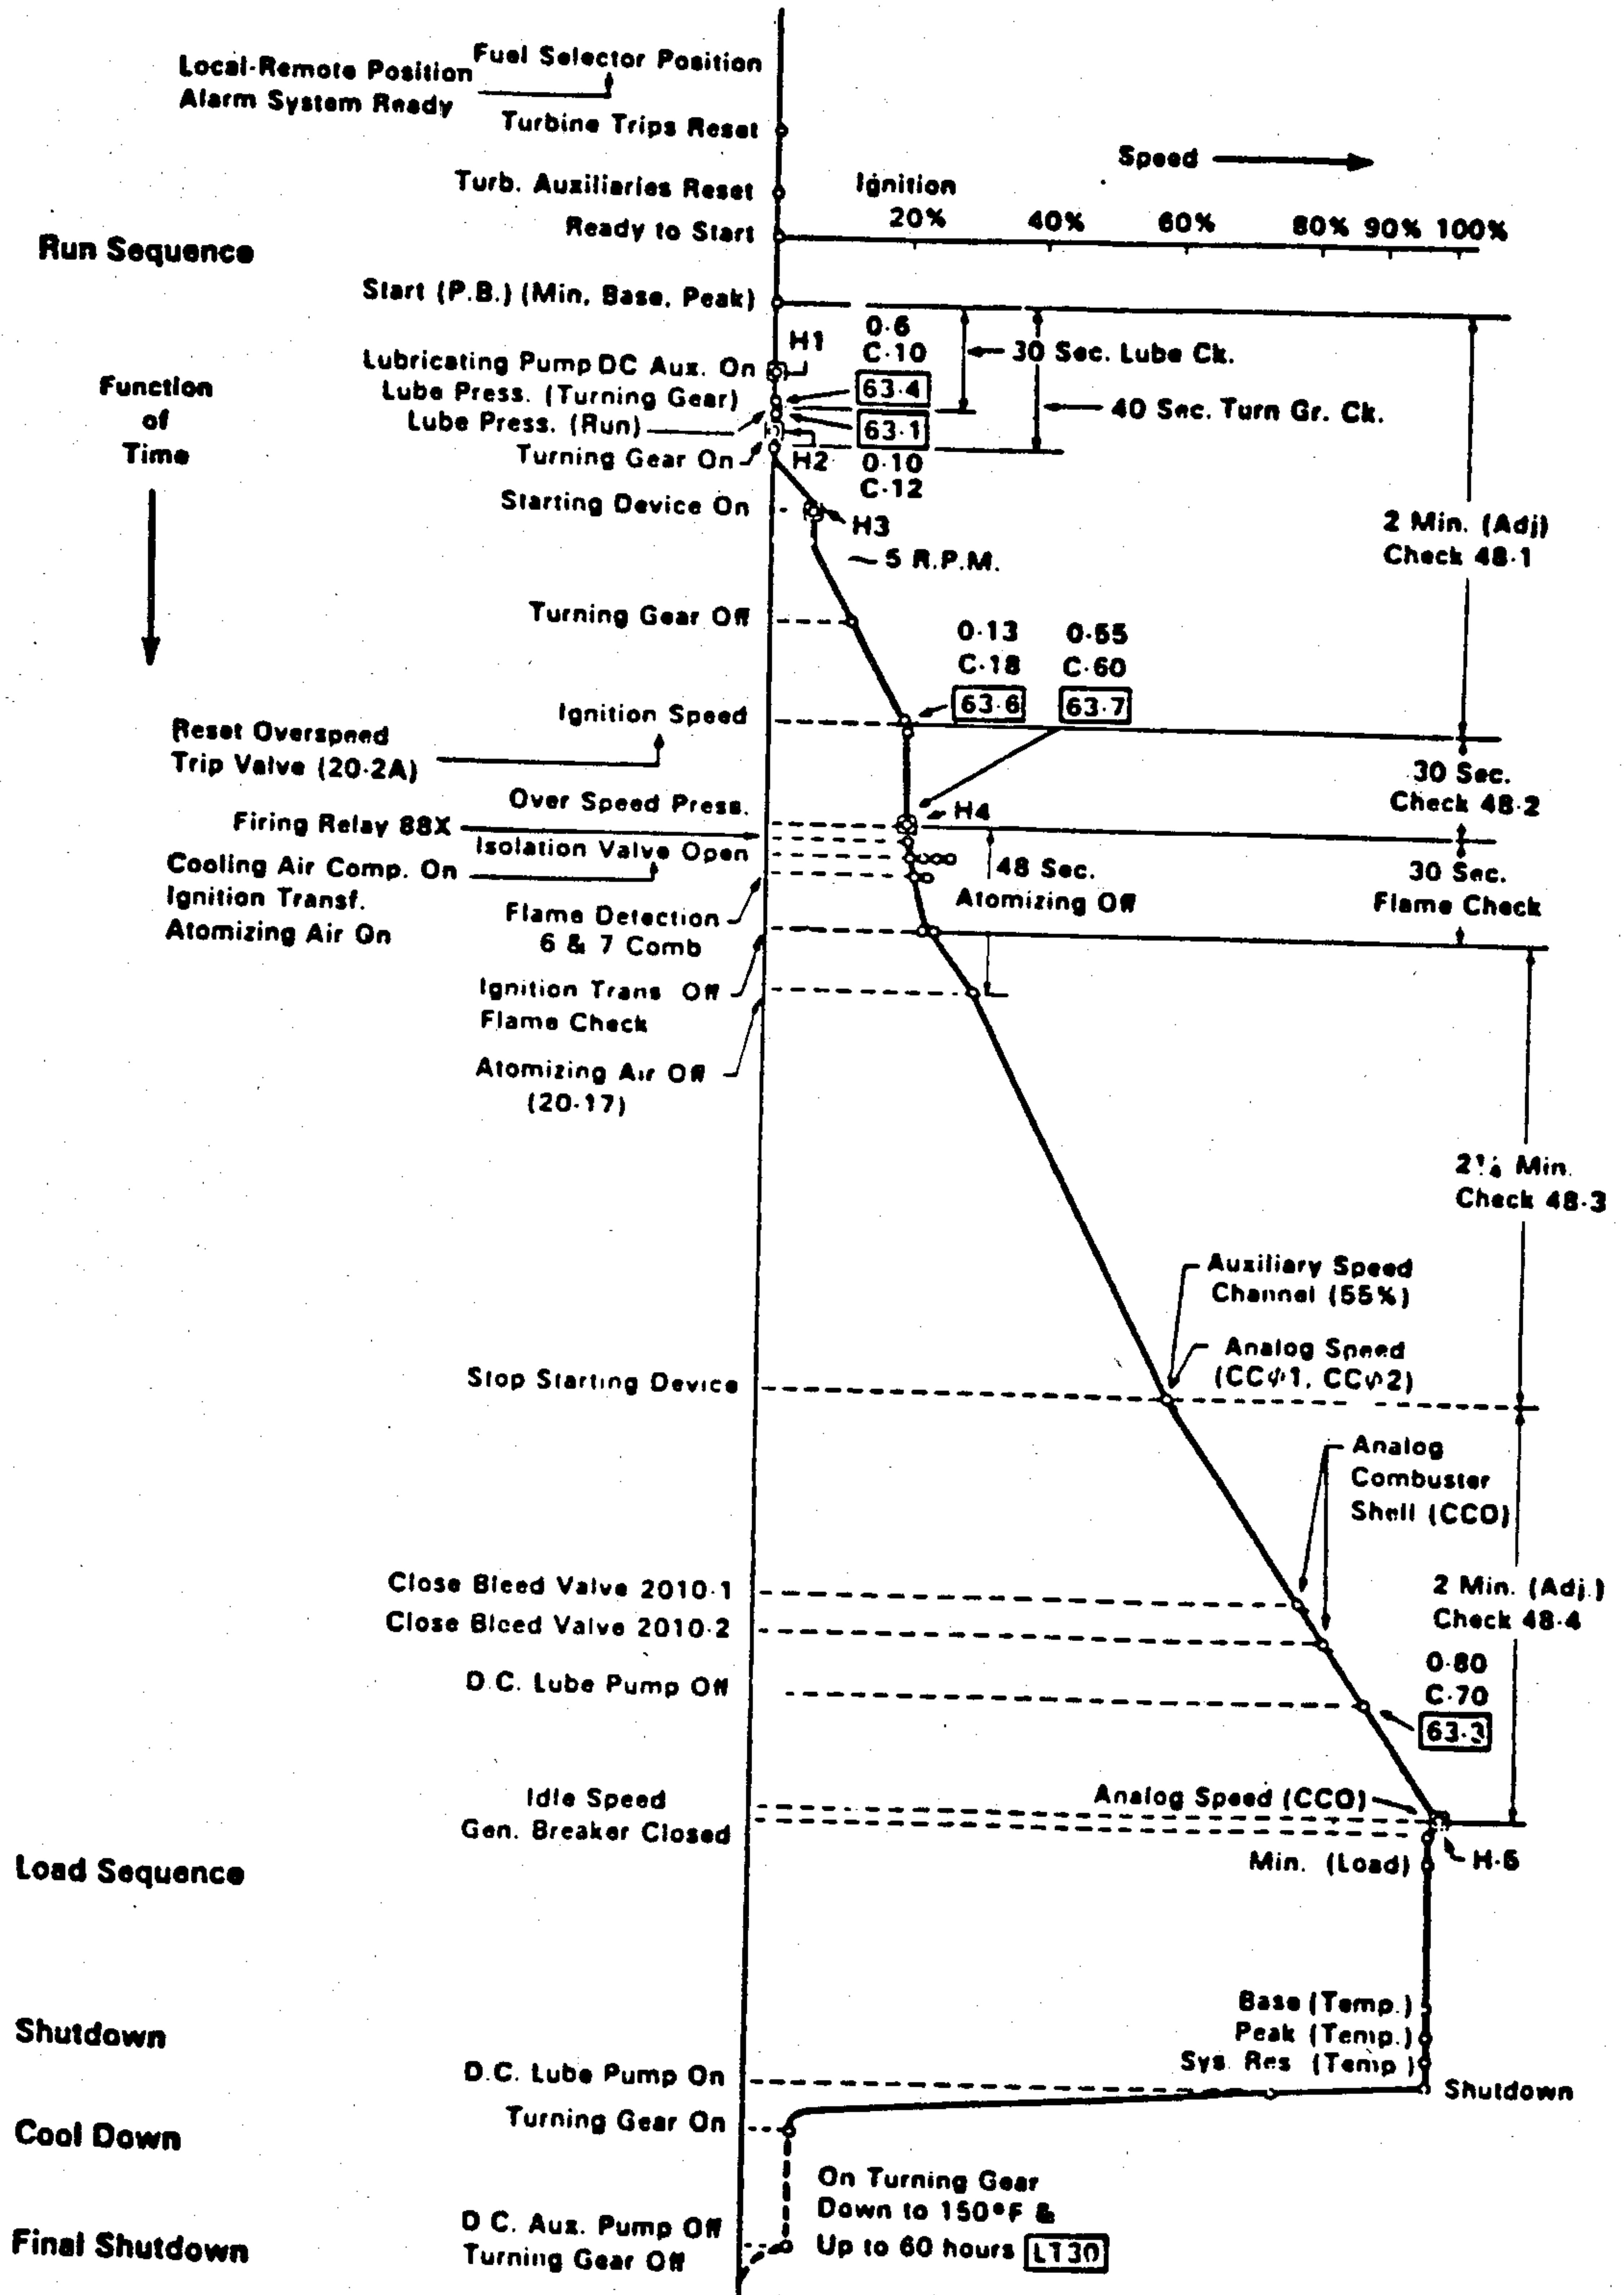 Fuel Selector Position
Local-Remote Position
Alarm System Ready
Turbine Trips Reset
Speed
Turb. Auxiliaries Reset
Ignition
20% 40% 60% 80% 90% 100%
Ready to Start
Run Sequence
Start (P.B.) (Min, Base, Peak)
H1
0·6
C·10
30 Sec. Lube Ck.
Lubricating Pump DC Aux. On
Function
of
Time
Lube Press. (Turning Gear)
63·4
40 Sec. Turn Gr. Ck.
Lube Press. (Run)
63·1
Turning Gear On
H2
0·10
C·12
Starting Device On
H3
~5 R.P.M.
2 Min. (Adj)
Check 48·1
Turning Gear Off
0·13
C·18
63·6
0·55
C·60
63·7
Ignition Speed
Reset Overspeed
Trip Valve (20·2A)
30 Sec.
Check 48·2
Over Speed Press.
H4
Firing Relay 88X
Isolation Valve Open
Cooling Air Comp. On
Ignition Transf.
Atomizing Air On
48 Sec.
Atomizing Off
30 Sec.
Flame Check
Flame Detection
6 & 7 Comb
Ignition Trans Off
Flame Check
Atomizing Air Off
(20·17)
Min.
Check 48·3
Auxiliary Speed
Channel (55%)
Analog Speed
(CCφ1, CCφ2)
Stop Starting Device
Analog
Combuster
Shell (CCO)
Close Bleed Valve 2010·1
Close Bleed Valve 2010·2
2 Min. (Adj.)
Check 48·4
D.C. Lube Pump Off
0·80
C·70
63·3
Idle Speed
Analog Speed (CCO)
Gen. Breaker Closed
Min. (Load)
Load Sequence
Base (Temp.)
Peak (Temp.)
Sys. Res (Temp)
Shutdown
D.C. Lube Pump On
Shutdown
Turning Gear On
Cool Down
On Turning Gear
Down to 150°F &
Up to 60 hours LT30
D C. Aux. Pump Off
Turning Gear Off
Final Shutdown